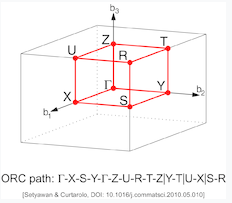 b₃
Z
T
U
R
Γ
Y
b₂
X
S
b₁
ORC path: Γ-X-S-Y-Γ-Z-U-R-T-Z|Y-T|U-X|S-R
[Setyawan & Curtarolo, DOI: 10.1016/j.commatsci.2010.05.010]